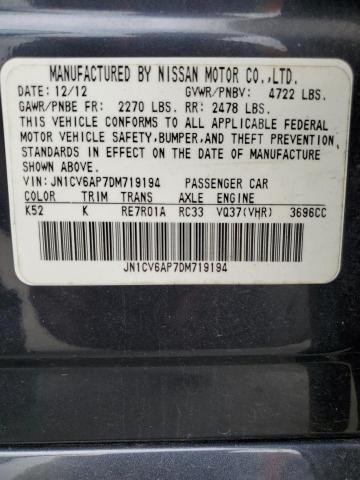 MANUFACTURED BY NISSAN MOTOR CO.,LTD.
DATE: 12/12 GVWR/PNBV: 4722 LBS.
GAWR/PNBE FR: 2270 LBS. RR: 2478 LBS.
THIS VEHICLE CONFORMS TO ALL APPLICABLE FEDERAL
MOTOR VEHICLE SAFETY, BUMPER, AND THEFT PREVENTION
STANDARDS IN EFFECT ON THE DATE OF MANUFACTURE
SHOWN ABOVE.
VIN: JN1CV6AP7DM719194 PASSENGER CAR
COLOR TRIM TRANS AXLE ENGINE
K52 K RE7R01A RC33 VQ37(VHR) 3696CC
JN1CV6AP7DM719194